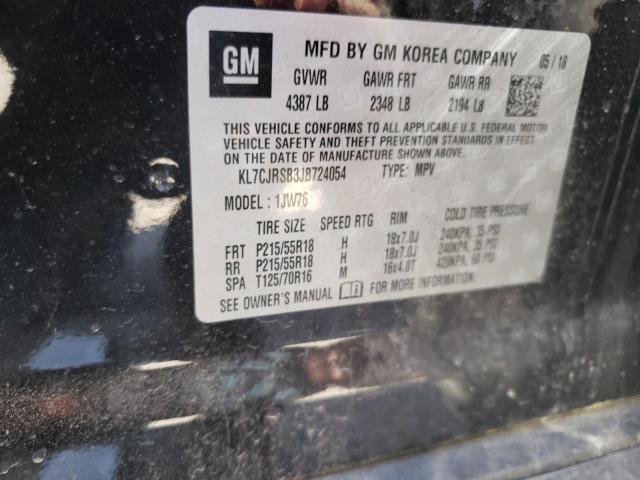 GM
MFD BY GM KOREA COMPANY 05 / 18
GVWR GAWR FRT GAWR RR
4387 LB 2348 LB 2194 LB
THIS VEHICLE CONFORMS TO ALL APPLICABLE U.S. FEDERAL MOTOR
VEHICLE SAFETY AND THEFT PREVENTION STANDARDS IN EFFECT
ON THE DATE OF MANUFACTURE SHOWN ABOVE.
KL7CJRSB3JB724054 TYPE: MPV
MODEL : 1JW76
TIRE SIZE SPEED RTG RIM COLD TIRE PRESSURE
FRT P215/55R18 H 18x7.0J 240KPA, 35 PSI
RR P215/55R18 H 18x7.0J 240KPA, 35 PSI
SPA T125/70R16 M 16x4.0T 420KPA, 60 PSI
SEE OWNER'S MANUAL FOR MORE INFORMATION.